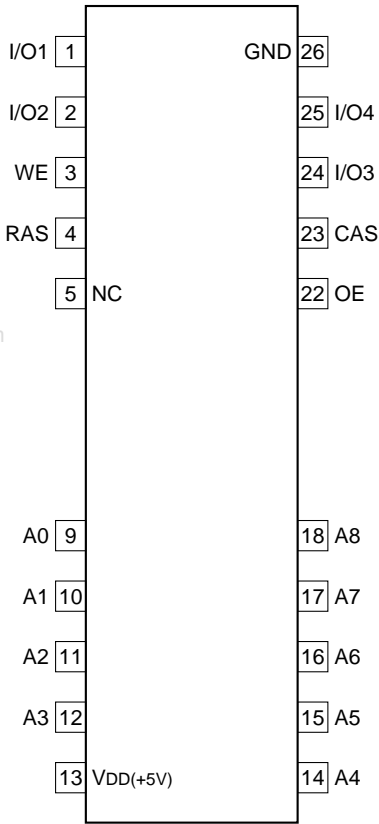 I/O1 1 GND 26
I/O2 2 25 I/O4
WE 3 24 I/O3
RAS 4 23 CAS
5 NC 22 OE
A0 9 18 A8
A1 10 17 A7
A2 11 16 A6
A3 12 15 A5
13 VDD(+5V) 14 A4